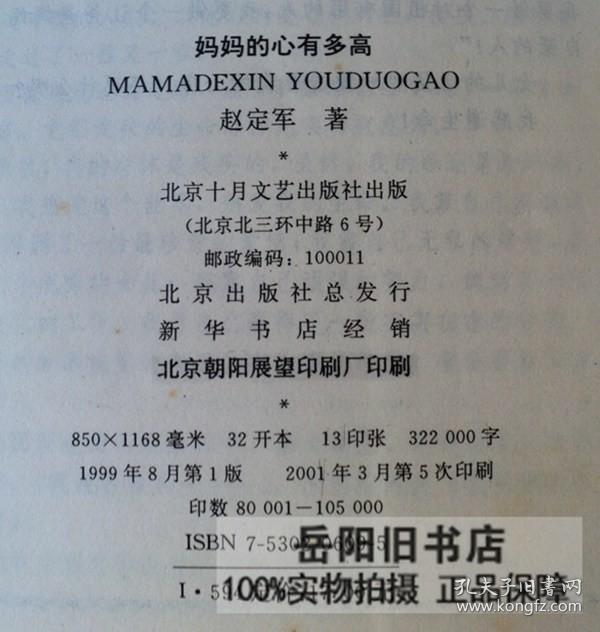 妈妈的心有多高
MAMADEXIN YOUDUOGAO
赵定军 著
*
北京十月文艺出版社出版
(北京北三环中路6号)
邮政编码:100011
北京出版社总发行
新华书店经销
北京朝阳展望印刷厂印刷
*
850×1168毫米 32开本 13印张 322 000字
1999年8月第1版 2001年3月第5次印刷
印数 80 001—105 000
ISBN
岳阳旧书店
I·
100%实物拍摄 正品保障
孔夫子旧书网
www.kongfz.com